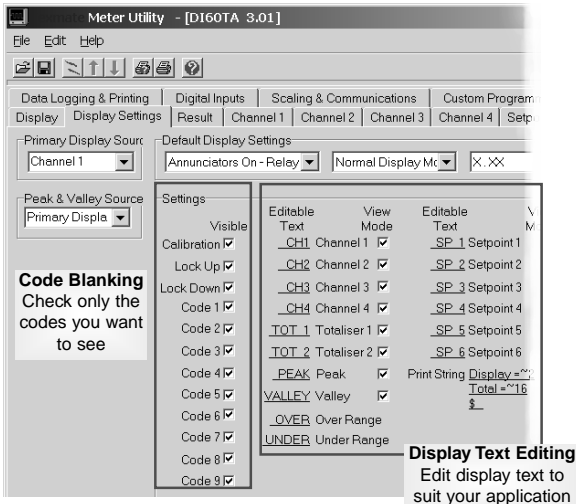 Meter Utility - [DI60TA 3.01]
File Edit Help
Data Logging & Printing Digital Inputs Scaling & Communications Custom Program
Display Display Settings Result Channel 1 Channel 2 Channel 3 Channel 4 Setp
Primary Display Sourc Default Display Settings
Channel 1 Annunciators On - Relay Normal Display Mc X.XX
Peak & Valley Source
Primary Displa
Settings
Visible
Calibration
Lock Up
Lock Down
Code 1
Code 2
Code 3
Code 4
Code 5
Code 6
Code 7
Code 8
Code 9
Editable Text View Mode Editable Text
CH1 Channel 1 SP 1 Setpoint 1
CH2 Channel 2 SP 2 Setpoint 2
CH3 Channel 3 SP 3 Setpoint 3
CH4 Channel 4 SP 4 Setpoint 4
TOT 1 Totaliser 1 SP 5 Setpoint 5
TOT 2 Totaliser 2 SP 6 Setpoint 6
PEAK Peak Print String Display =~
VALLEY Valley Total =~16
$
OVER Over Range
UNDER Under Range
Code Blanking
Check only the
codes you want
to see
Display Text Editing
Edit display text to
suit your application